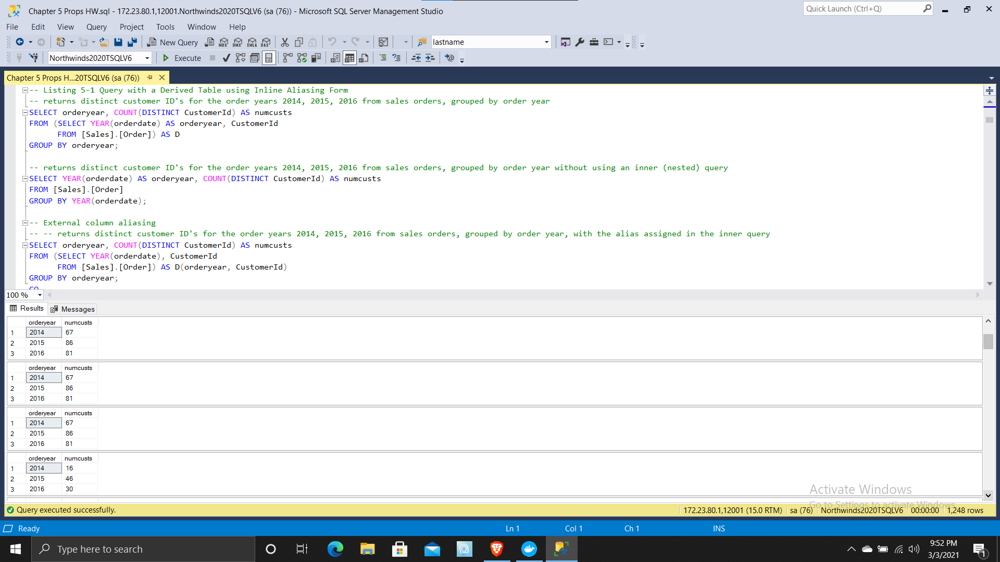 Chapter 5 Props HW.sql - 172.23.80.1,12001.Northwinds2020TSQLV6 (sa (76)) - Microsoft SQL Server Management Studio
Quick Launch (Ctrl+Q)
File Edit View Query Project Tools Window Help
New Query MDX DMX XMLA DAX lastname
Northwinds2020TSQLV6 Execute
Chapter 5 Props H...20TSQLV6 (sa (76))
-- Listing 5-1 Query with a Derived Table using Inline Aliasing Form
-- returns distinct customer ID's for the order years 2014, 2015, 2016 from sales orders, grouped by order year
SELECT orderyear, COUNT(DISTINCT CustomerId) AS numcusts
FROM (SELECT YEAR(orderdate) AS orderyear, CustomerId
FROM [Sales].[Order]) AS D
GROUP BY orderyear;
-- returns distinct customer ID's for the order years 2014, 2015, 2016 from sales orders, grouped by order year without using an inner (nested) query
SELECT YEAR(orderdate) AS orderyear, COUNT(DISTINCT CustomerId) AS numcusts
FROM [Sales].[Order]
GROUP BY YEAR(orderdate);
-- External column aliasing
-- -- returns distinct customer ID's for the order years 2014, 2015, 2016 from sales orders, grouped by order year, with the alias assigned in the inner query
SELECT orderyear, COUNT(DISTINCT CustomerId) AS numcusts
FROM (SELECT YEAR(orderdate), CustomerId
FROM [Sales].[Order]) AS D(orderyear, CustomerId)
GROUP BY orderyear;
GO
100 %
Results Messages
orderyear numcusts
1 2014 67
2 2015 86
3 2016 81
orderyear numcusts
1 2014 67
2 2015 86
3 2016 81
orderyear numcusts
1 2014 67
2 2015 86
3 2016 81
orderyear numcusts
1 2014 16
2 2015 46
3 2016 30
Activate Windows
Go to Settings to activate Windows.
Query executed successfully. 172.23.80.1,12001 (15.0 RTM) sa (76) Northwinds2020TSQLV6 00:00:00 1,248 rows
Ready Ln 1 Col 1 Ch 1 INS
Type here to search
9:52 PM
3/3/2021
1